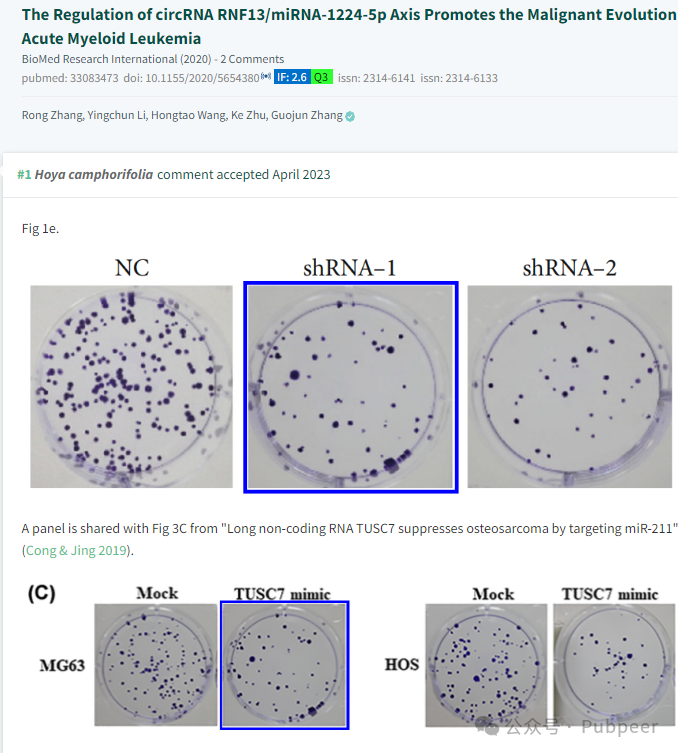 The Regulation of circRNA RNF13/miRNA-1224-5p Axis Promotes the Malignant Evolution
Acute Myeloid Leukemia
BioMed Research International (2020) - 2 Comments
pubmed: 33083473 doi: 10.1155/2020/5654380 IF: 2.6 Q3 issn: 2314-6141 issn: 2314-6133
Rong Zhang, Yingchun Li, Hongtao Wang, Ke Zhu, Guojun Zhang
#1 Hoya camphorifolia comment accepted April 2023
Fig 1e.
NC shRNA-1 shRNA-2
A panel is shared with Fig 3C from "Long non-coding RNA TUSC7 suppresses osteosarcoma by targeting miR-211"
(Cong & Jing 2019).
(C) Mock TUSC7 mimic Mock TUSC7 mimic
MG63 HOS
公众号 · Pubpeer